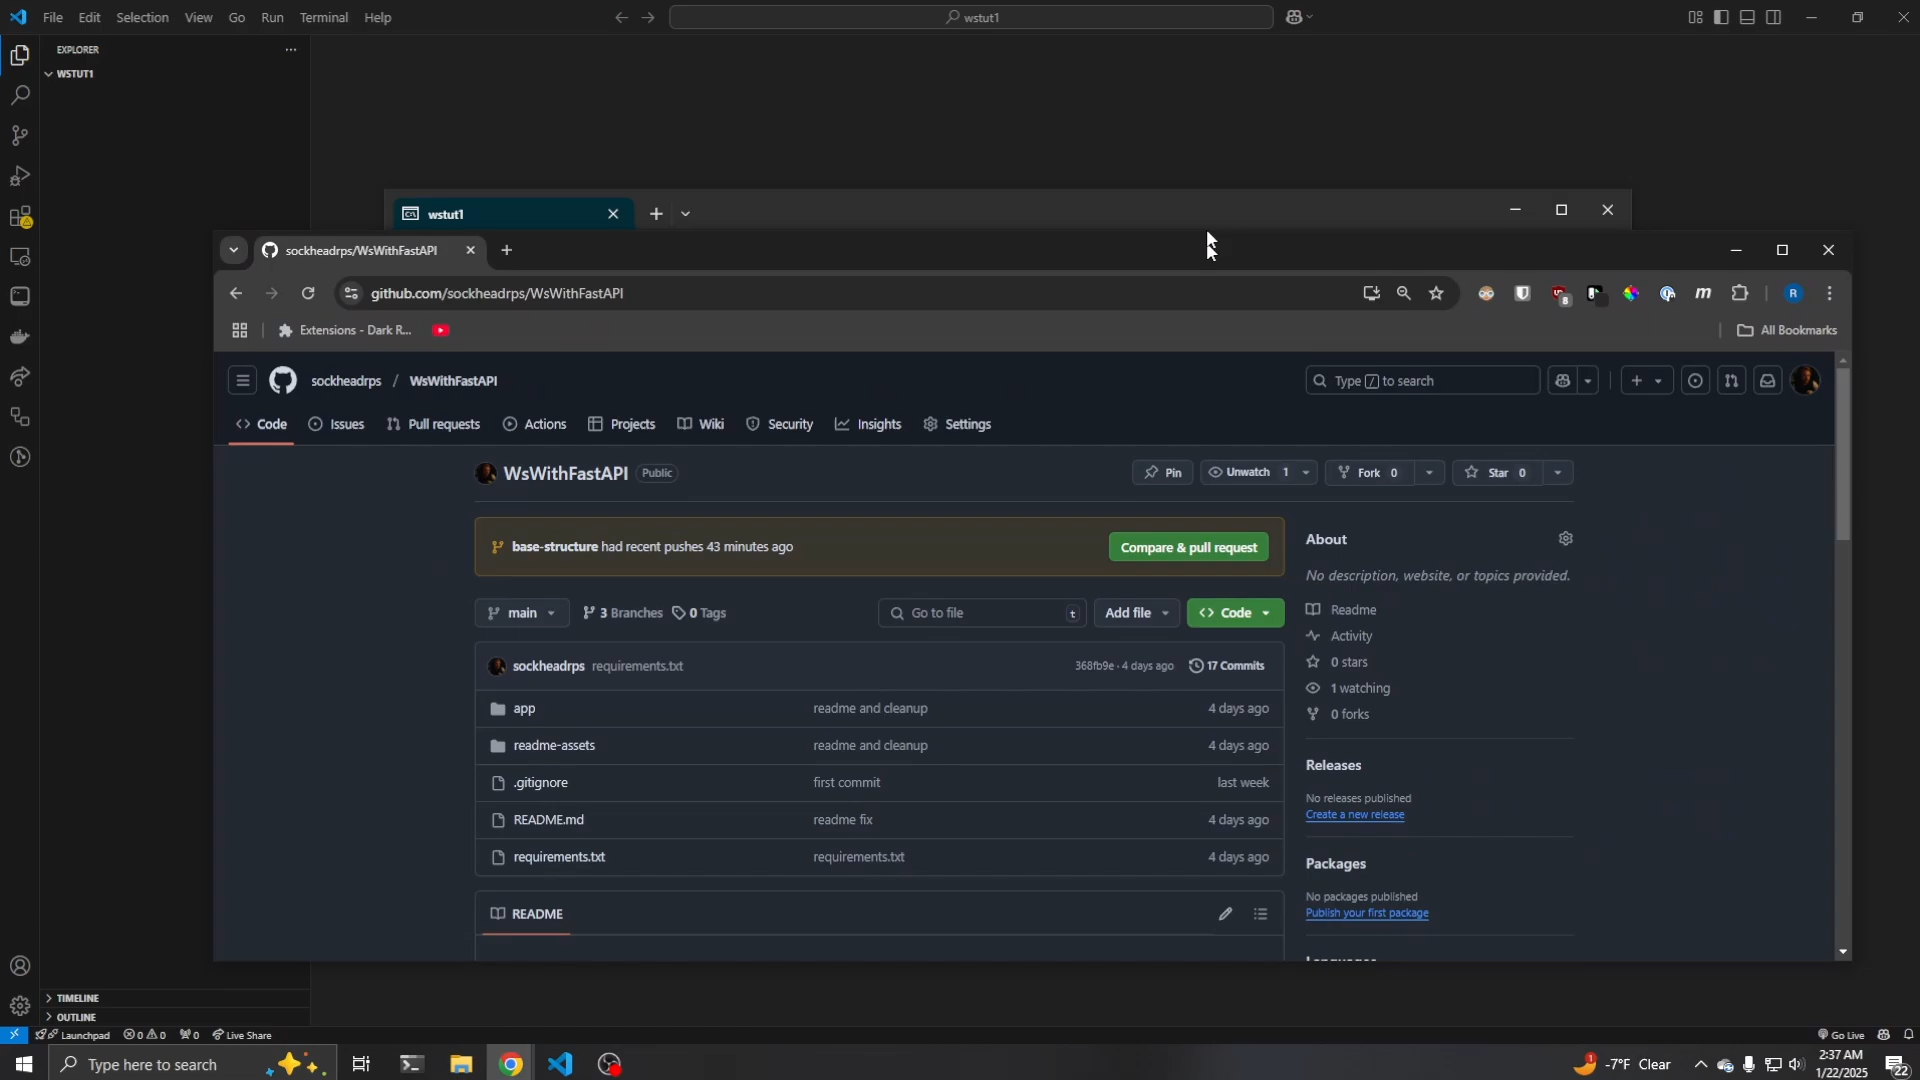 File Edit Selection View Go Run Terminal Help
wstut1
EXPLORER
WSTUT1
wstut1
sockheadrps/WsWithFastAPI
github.com/sockheadrps/WsWithFastAPI
8
m
R
Extensions - Dark R...
All Bookmarks
sockheadrps / WsWithFastAPI
Type / to search
Code Issues Pull requests Actions Projects Wiki Security Insights Settings
WsWithFastAPI Public
Pin Unwatch 1 Fork 0 Star 0
base-structure had recent pushes 43 minutes ago
Compare & pull request
About
No description, website, or topics provided.
main 3 Branches 0 Tags
Go to file t
Add file
Code
Readme
Activity
0 stars
1 watching
0 forks
sockheadrps requirements.txt 368fb9e · 4 days ago 17 Commits
app readme and cleanup 4 days ago
readme-assets readme and cleanup 4 days ago
.gitignore first commit last week
README.md readme fix 4 days ago
requirements.txt requirements.txt 4 days ago
Releases
No releases published
Create a new release
Packages
No packages published
Publish your first package
README
TIMELINE
OUTLINE
Launchpad 0 0 0 Live Share
Go Live
Type here to search
1
-7°F Clear
2:37 AM
1/22/2025
22